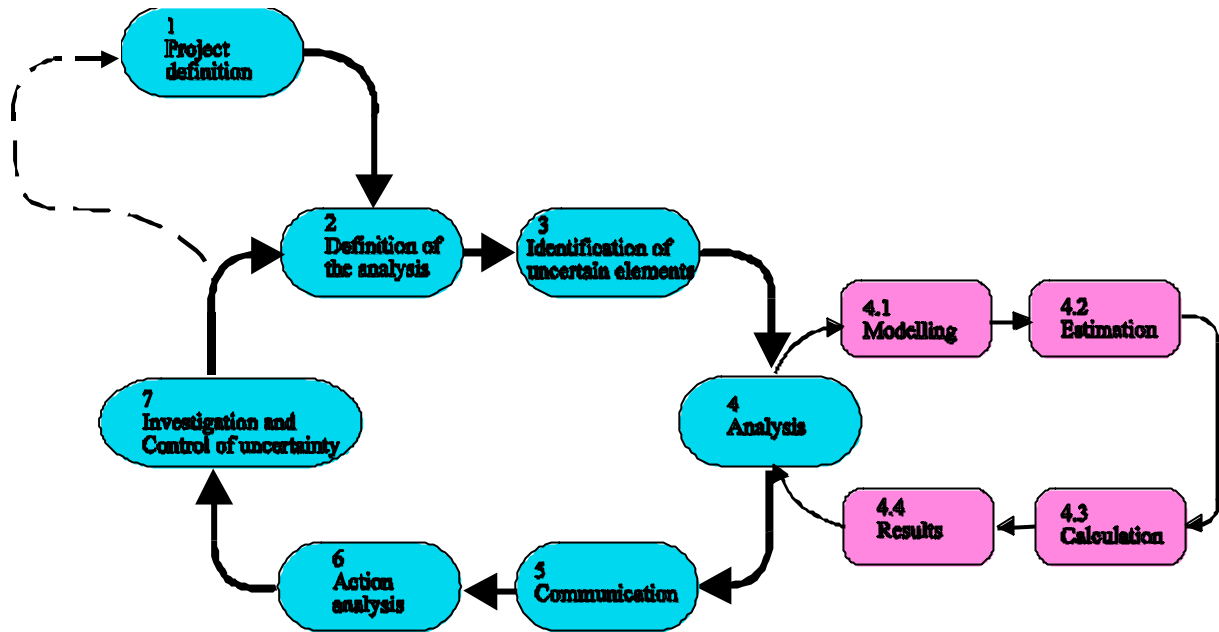 1
Project
definition
2
Definition of
the analysis
3
Identification of
uncertain elements
4.1
Modelling
4.2
Estimation
7
Investigation and
Control of uncertainty
4
Analysis
4.4
Results
4.3
Calculation
6
Action
analysis
5
Communication